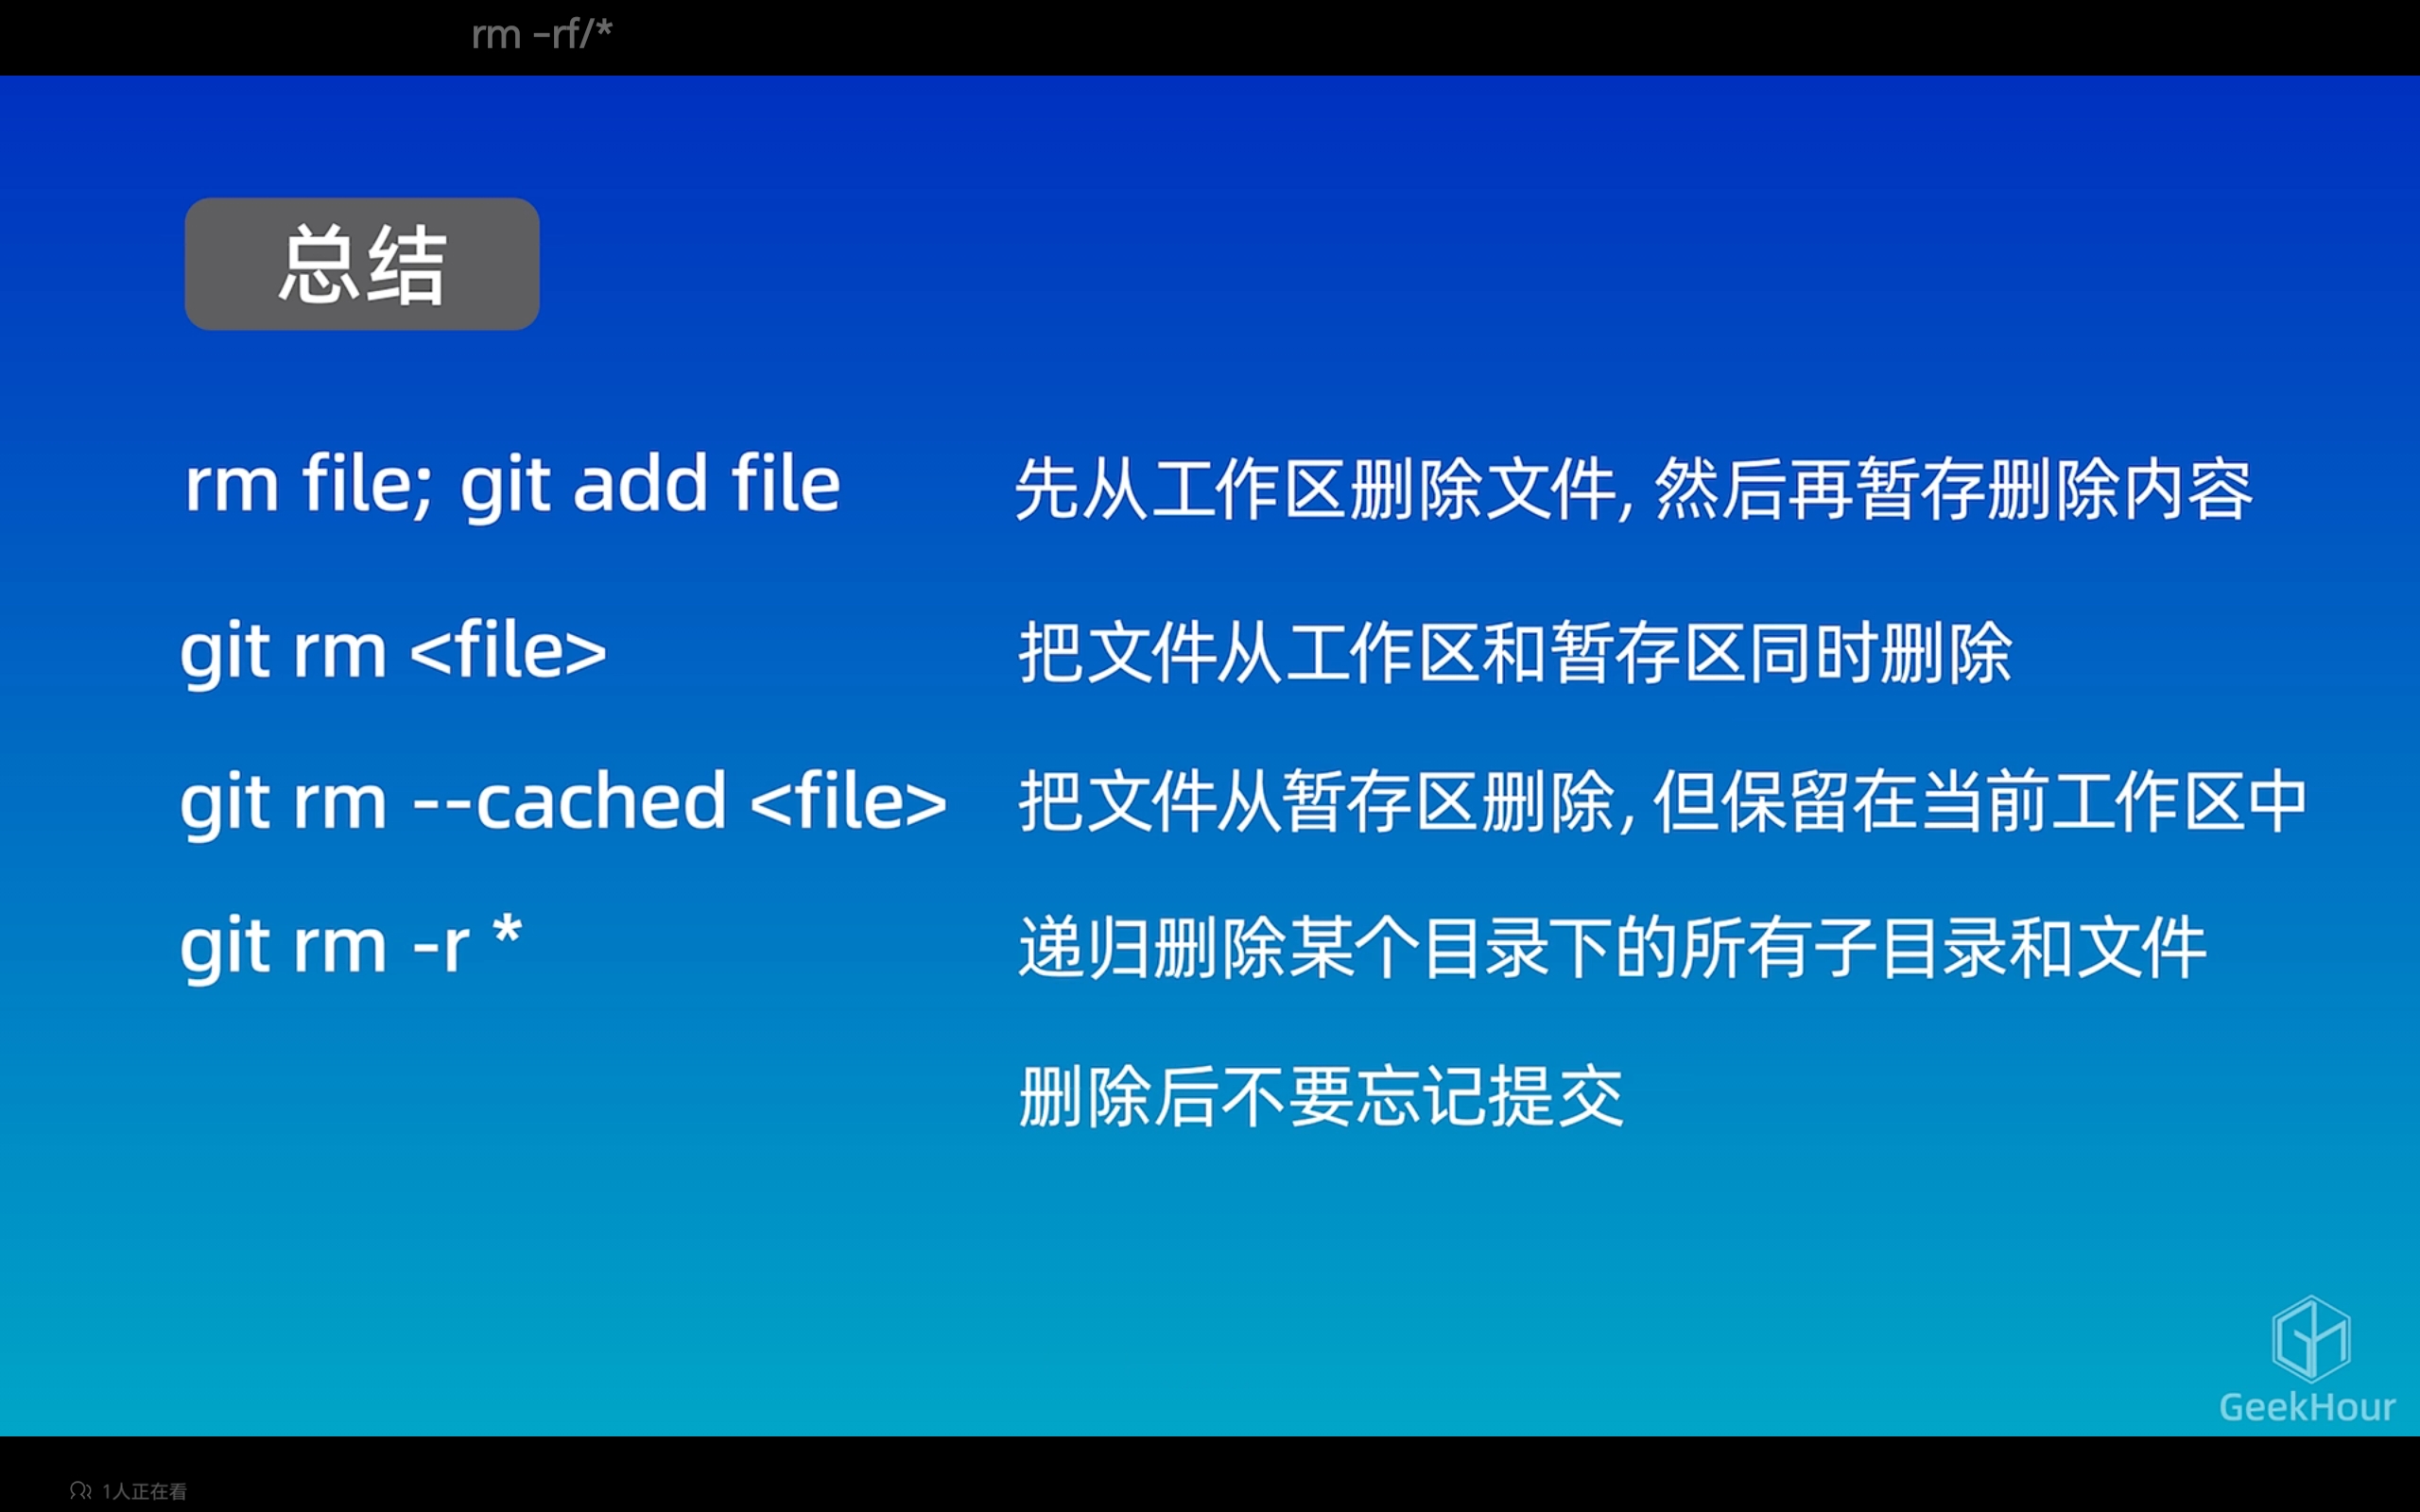 rm -rf/*
总结
rm file; git add file 先从工作区删除文件, 然后再暂存删除内容
git rm <file> 把文件从工作区和暂存区同时删除
git rm --cached <file> 把文件从暂存区删除, 但保留在当前工作区中
git rm -r * 递归删除某个目录下的所有子目录和文件
删除后不要忘记提交
GeekHour
1人正在看